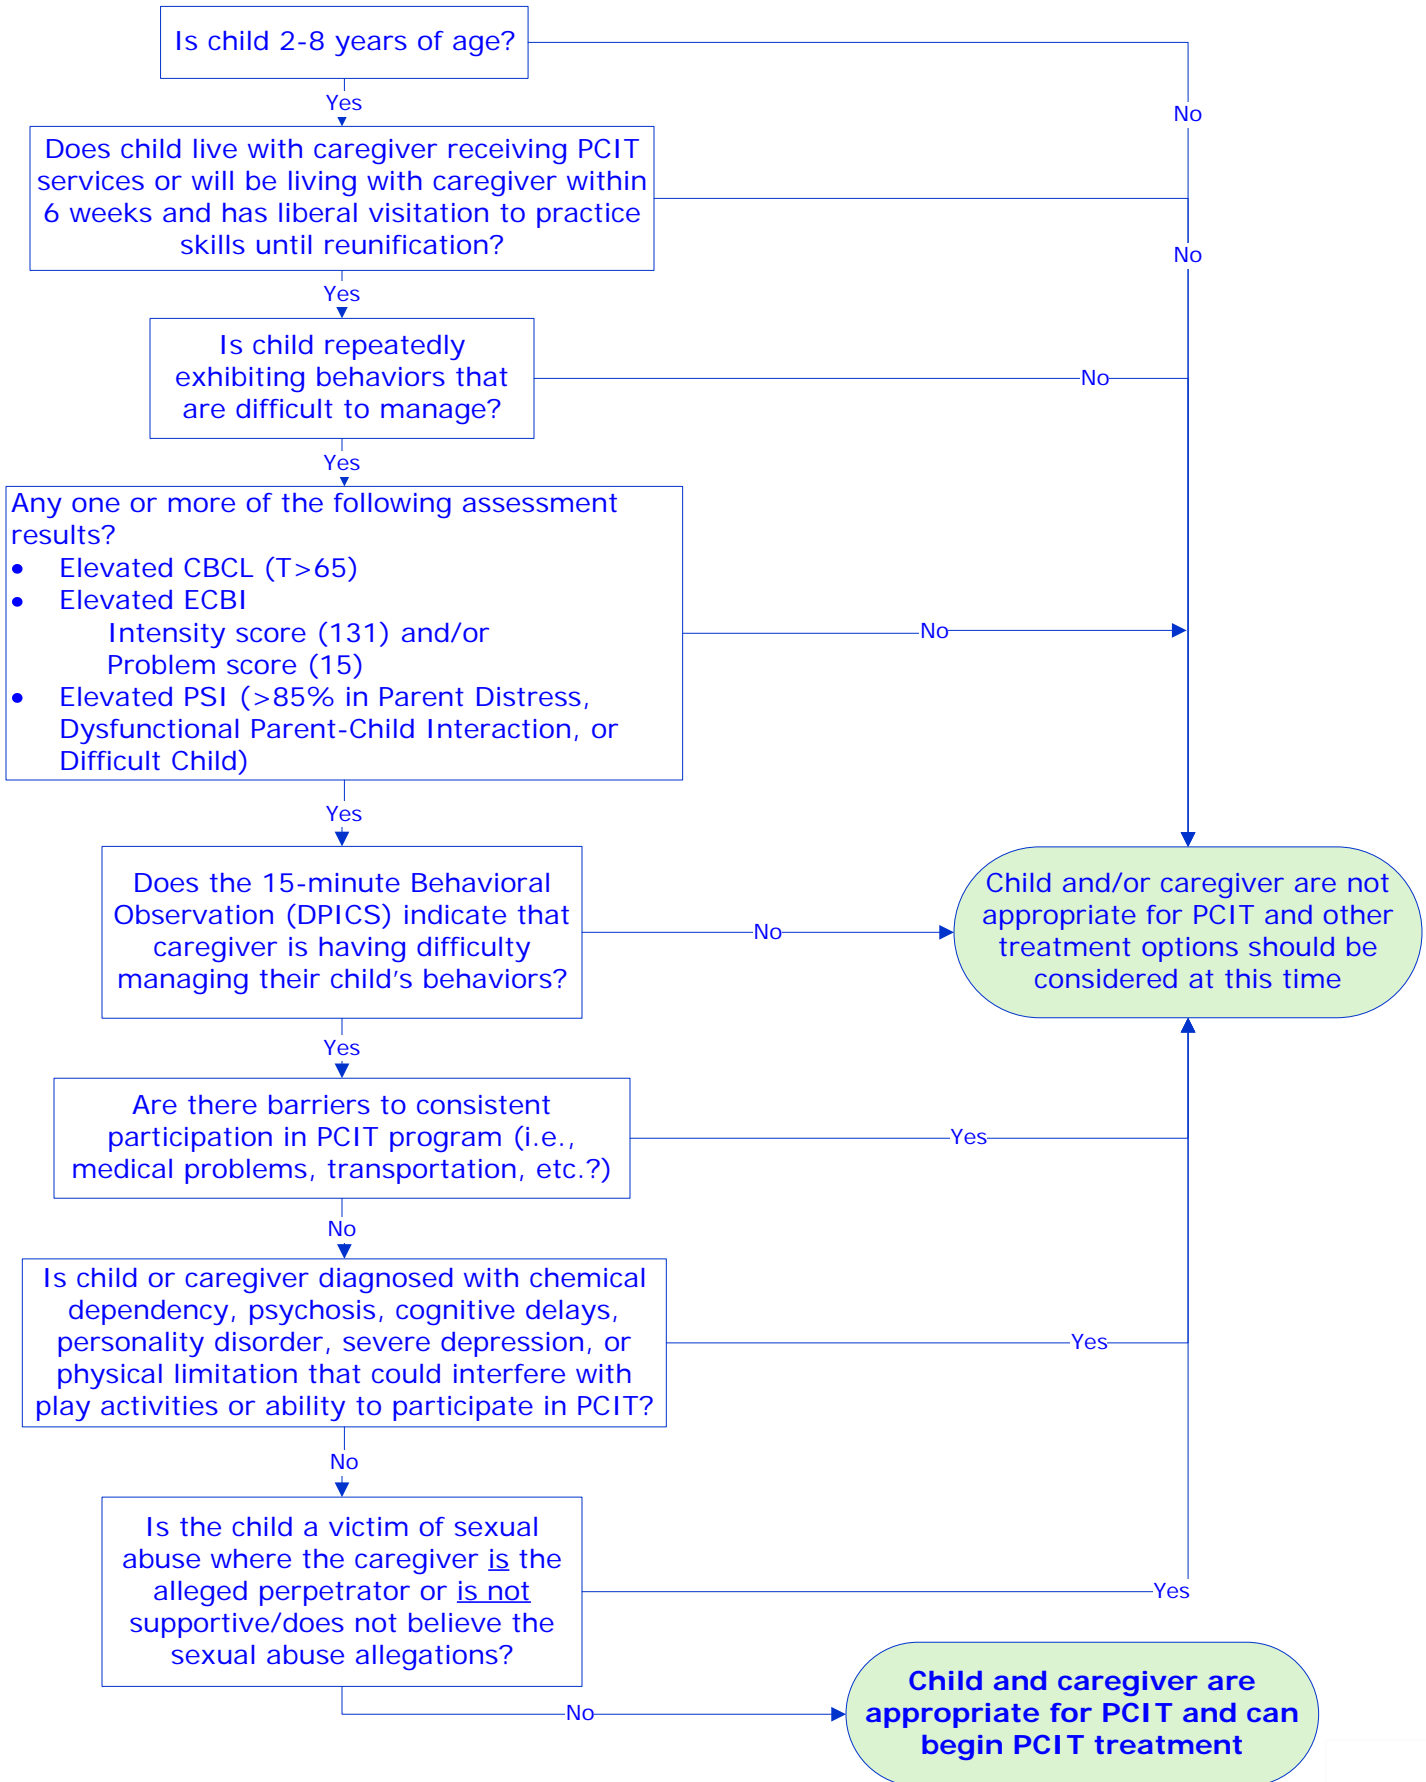 Is child 2-8 years of age?
No
Yes
Does child live with caregiver receiving PCIT
services or will be living with caregiver within
6 weeks and has liberal visitation to practice
skills until reunification?
No
Yes
Is child repeatedly
exhibiting behaviors that
are difficult to manage?
No
Yes
Any one or more of the following assessment
results?
• Elevated CBCL (T>65)
• Elevated ECBI
Intensity score (131) and/or
Problem score (15)
• Elevated PSI (>85% in Parent Distress,
Dysfunctional Parent-Child Interaction, or
Difficult Child)
No
Yes
Does the 15-minute Behavioral
Observation (DPICS) indicate that
caregiver is having difficulty
managing their child's behaviors?
No
Child and/or caregiver are not
appropriate for PCIT and other
treatment options should be
considered at this time
Yes
Are there barriers to consistent
participation in PCIT program (i.e.,
medical problems, transportation, etc.?)
Yes
No
Is child or caregiver diagnosed with chemical
dependency, psychosis, cognitive delays,
personality disorder, severe depression, or
physical limitation that could interfere with
play activities or ability to participate in PCIT?
Yes
No
Is the child a victim of sexual
abuse where the caregiver is the
alleged perpetrator or is not
supportive/does not believe the
sexual abuse allegations?
Yes
No
Child and caregiver are
appropriate for PCIT and can
begin PCIT treatment